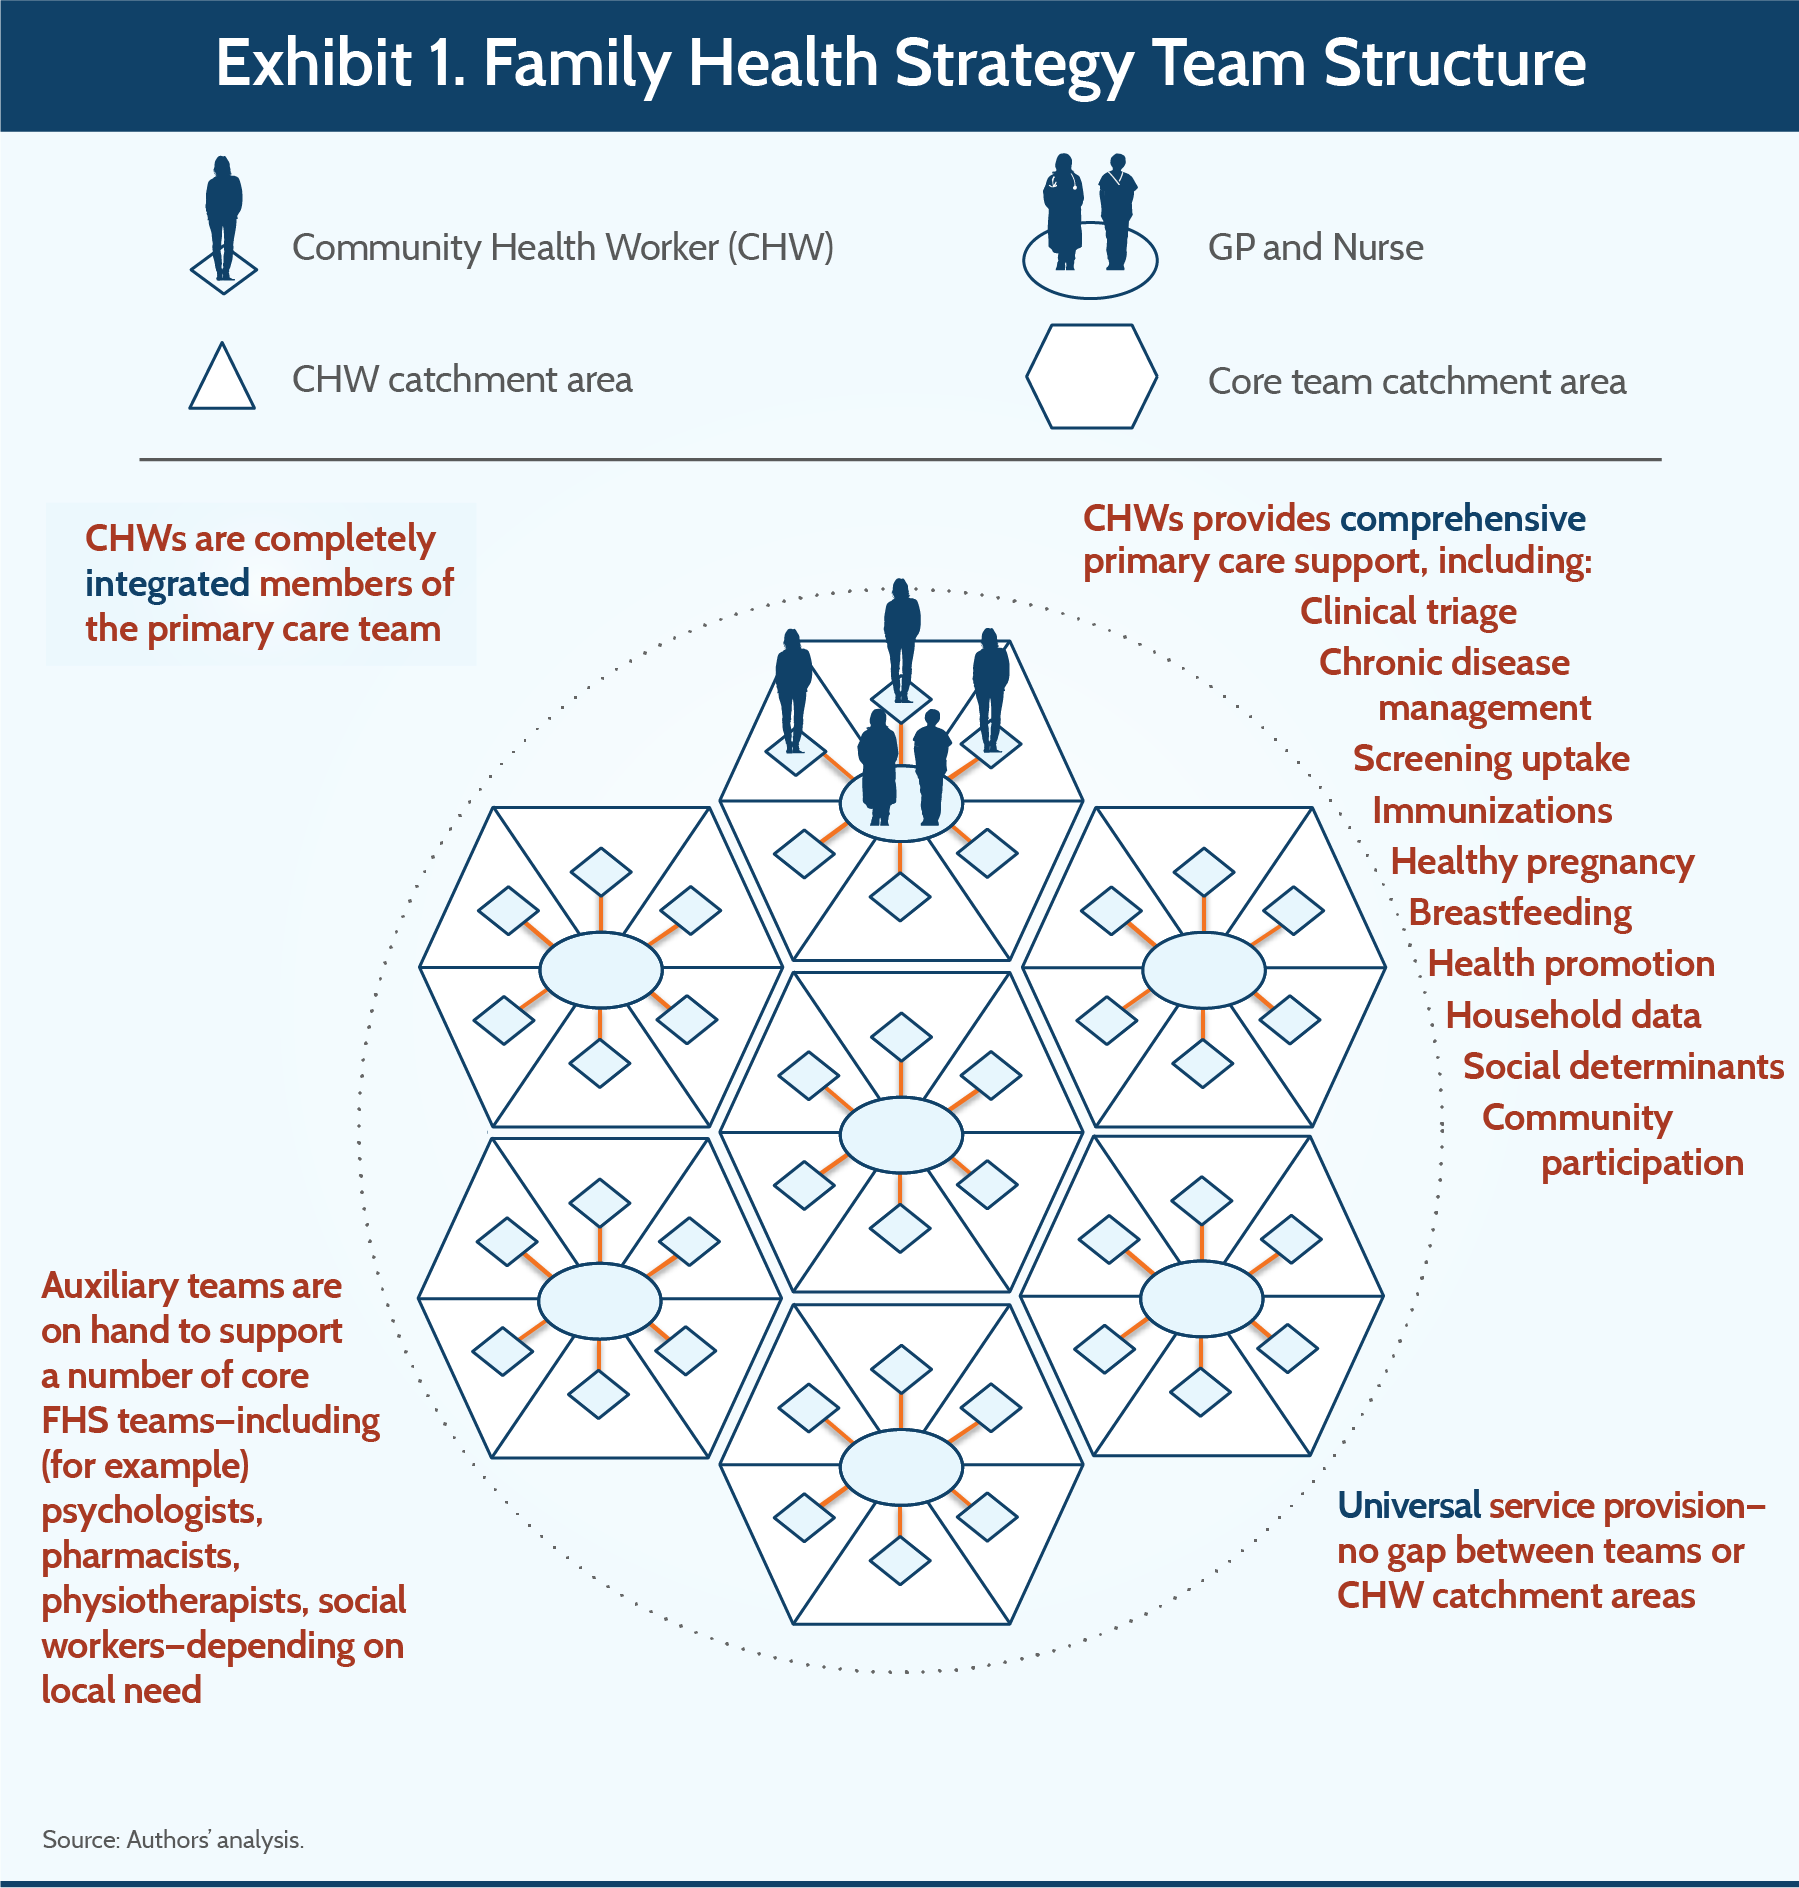 Exhibit 1. Family Health Strategy Team Structure
Community Health Worker (CHW)
GP and Nurse
CHW catchment area
Core team catchment area
CHWs are completely
integrated members of
the primary care team
CHWs provides comprehensive
primary care support, including:
Clinical triage
Chronic disease
management
Screening uptake
Immunizations
Healthy pregnancy
Breastfeeding
Health promotion
Household data
Social determinants
Community
participation
Auxiliary teams are
on hand to support
a number of core
FHS teams–including
(for example)
psychologists,
pharmacists,
physiotherapists, social
workers–depending on
local need
Universal service provision–
no gap between teams or
CHW catchment areas
Source: Authors’ analysis.